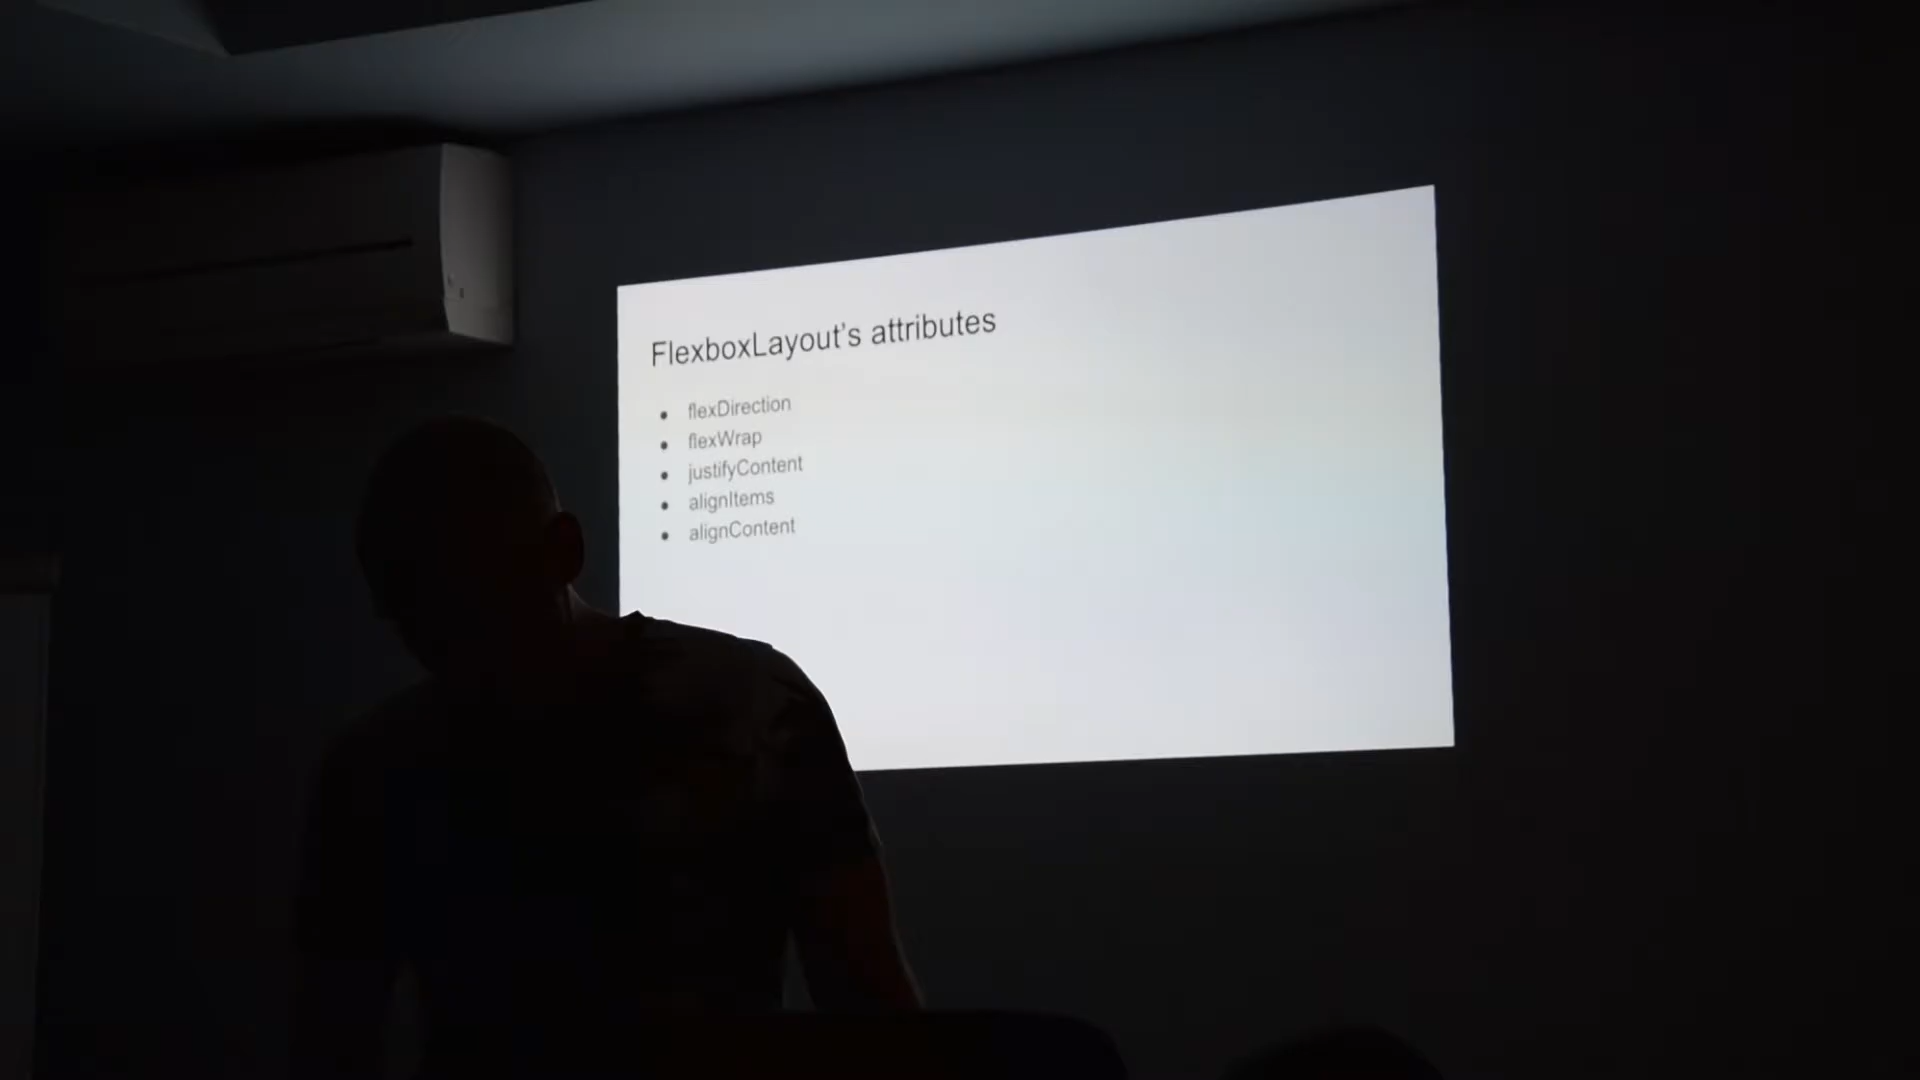 FlexboxLayout’s attributes
● flexDirection
● flexWrap
● justifyContent
● alignItems
● alignContent